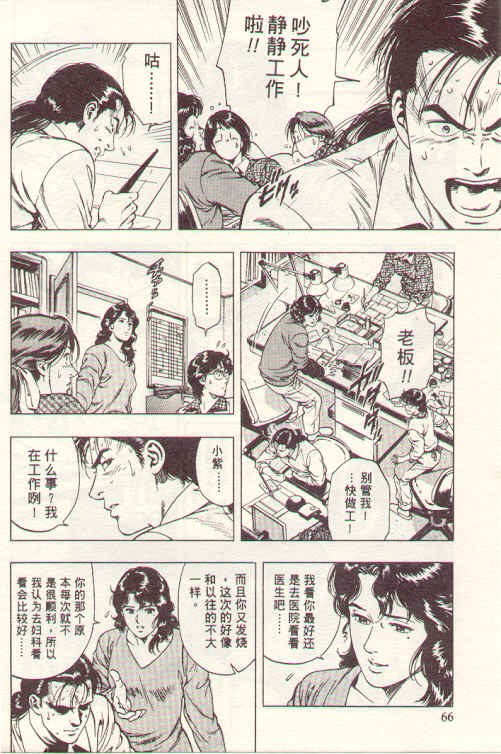 吵死人！
静静工作
啦!!
ビクッ
咕
……！
老板!!
别管我！
…快做工！
………
小紫……
什么事？我
在工作咧！
我看你最好还
是去医院看看
医生吧……
而且你又发烧
，这次的好像
和以往的不大
一样。
你的那个原
本每次就不
是很顺利，所以
我认为去妇科看
看会比较好……
66